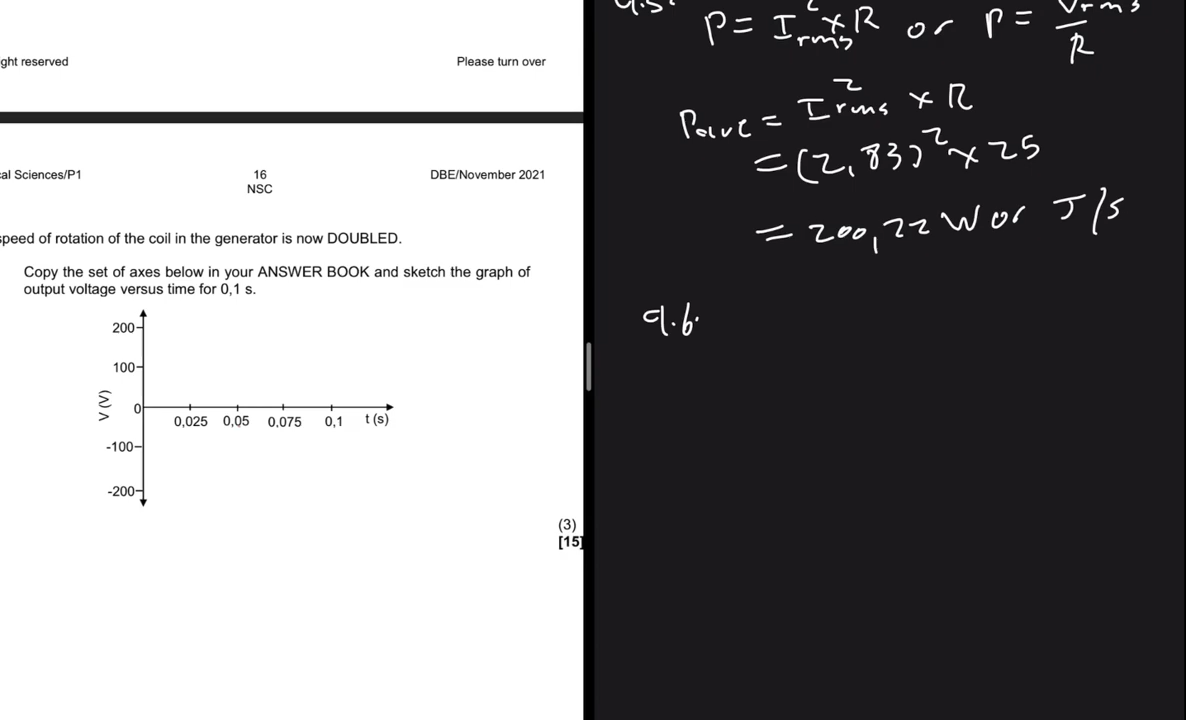 ght reserved
Please turn over
al Sciences/P1
16
NSC
DBE/November 2021
speed of rotation of the coil in the generator is now DOUBLED.
Copy the set of axes below in your ANSWER BOOK and sketch the graph of
output voltage versus time for 0,1 s.
200
100
V (V)
0
0,025 0,05 0,075 0,1 t (s)
-100
-200
(3)
[15]
9.5.
P = I²rms × R or P = V²rms / R
Pave = I²rms × R
= (2,83)² × 25
= 200,22 W or J/s
9.6.